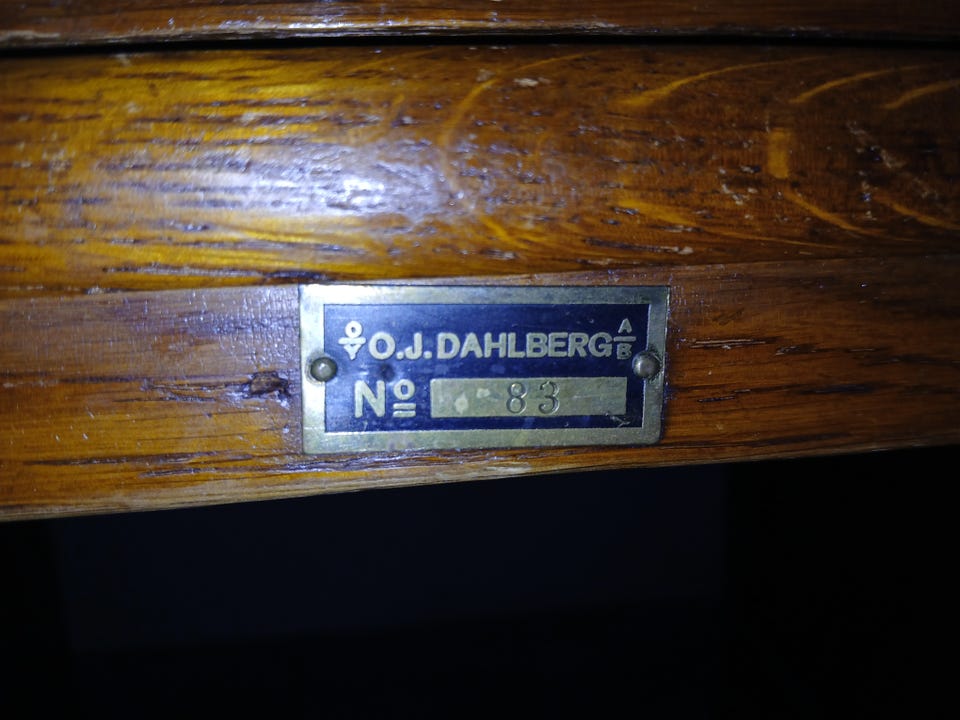 O/Y O.J. DAHLBERG A/B
Nº 83